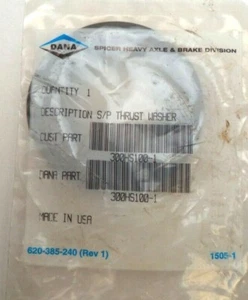 DANA
SPICER HEAVY AXLE & BRAKE DIVISION
QUANTITY 1
DESCRIPTION S/P THRUST WASHER
CUST PART
300HS100-1
DANA PART
300HS100-1
MADE IN USA
620-385-240 (Rev 1)
1505-1